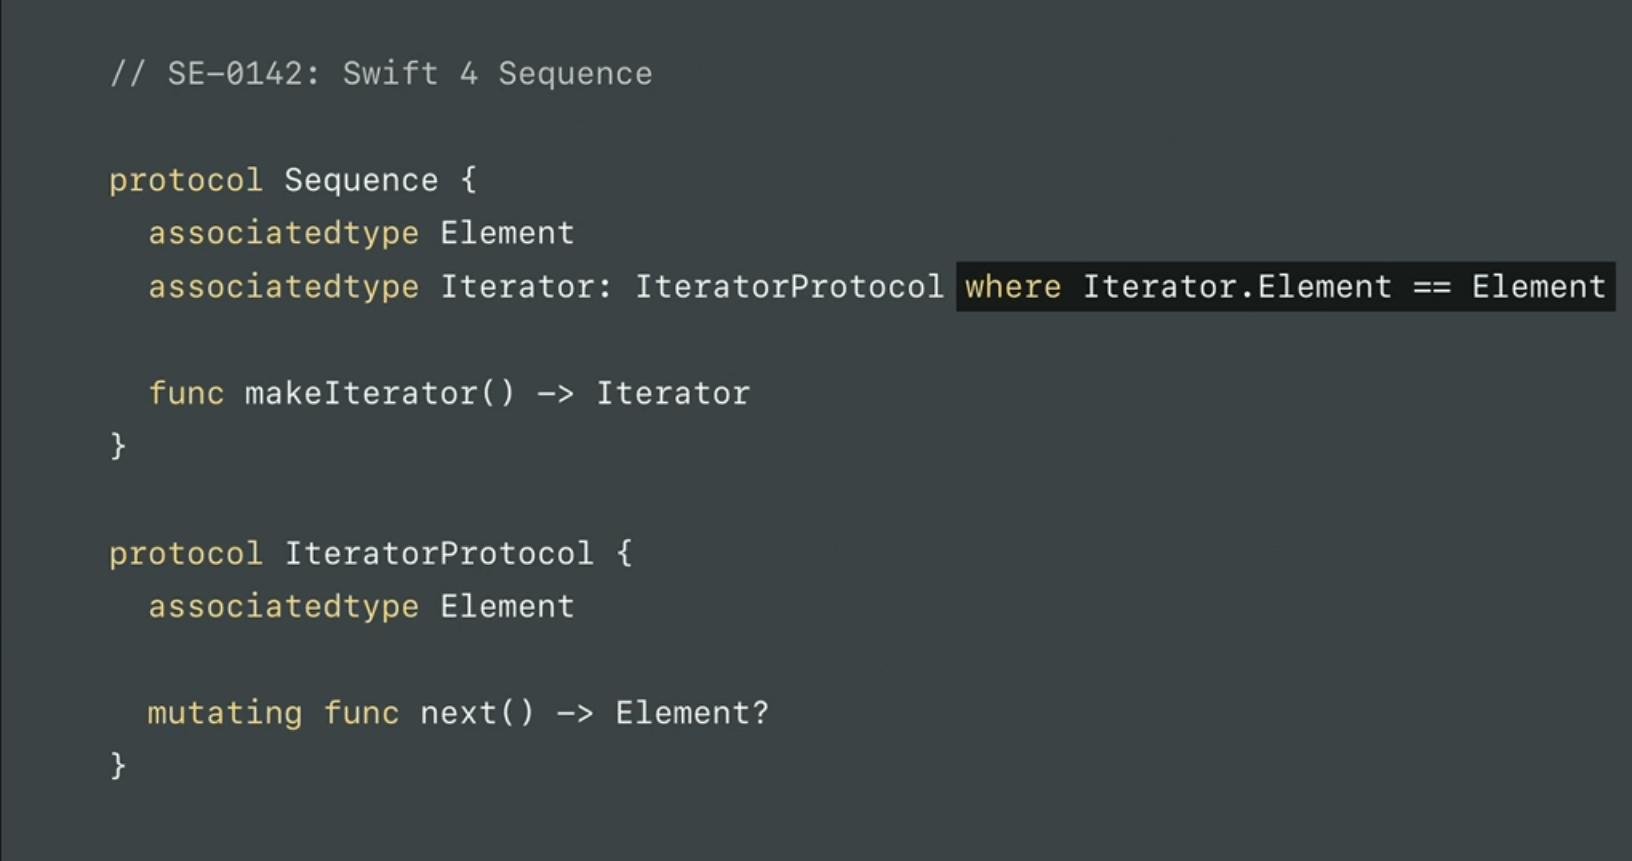 // SE-0142: Swift 4 Sequence
protocol Sequence {
  associatedtype Element
  associatedtype Iterator: IteratorProtocol where Iterator.Element == Element
  func makeIterator() -> Iterator
}
protocol IteratorProtocol {
  associatedtype Element
  mutating func next() -> Element?
}